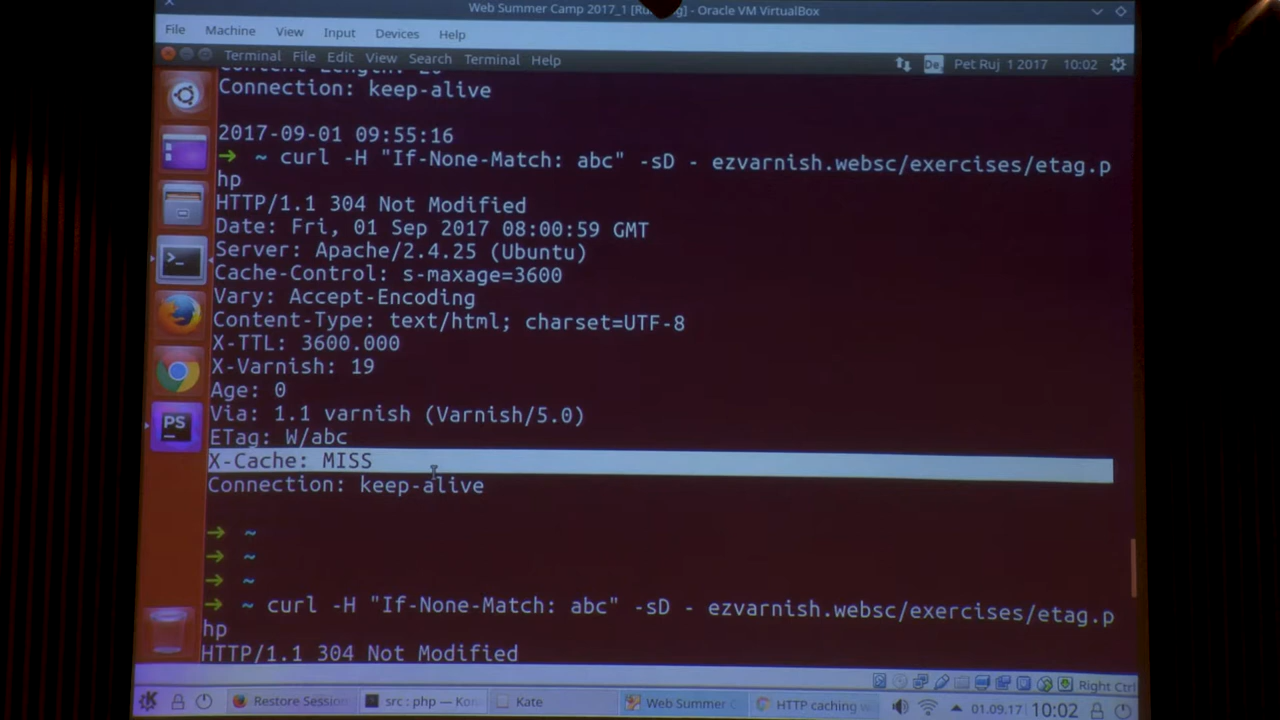 Web Summer Camp 2017_1 [Ru g] - Oracle VM VirtualBox
File Machine View Input Devices Help
Terminal File Edit View Search Terminal Help
De Pet Ruj 1 2017 10:02
Content-Length: 20
Connection: keep-alive
2017-09-01 09:55:16
➜ ~ curl -H "If-None-Match: abc" -sD - ezvarnish.websc/exercises/etag.p
hp
HTTP/1.1 304 Not Modified
Date: Fri, 01 Sep 2017 08:00:59 GMT
Server: Apache/2.4.25 (Ubuntu)
Cache-Control: s-maxage=3600
Vary: Accept-Encoding
Content-Type: text/html; charset=UTF-8
X-TTL: 3600.000
X-Varnish: 19
Age: 0
Via: 1.1 varnish (Varnish/5.0)
ETag: W/abc
X-Cache: MISS
Connection: keep-alive
➜ ~
➜ ~
➜ ~
➜ ~ curl -H "If-None-Match: abc" -sD - ezvarnish.websc/exercises/etag.p
hp
HTTP/1.1 304 Not Modified
PS
Right Ctrl
Restore Session
src : php — Kon
Kate
Web Summer C
HTTP caching w
01.09.17 10:02